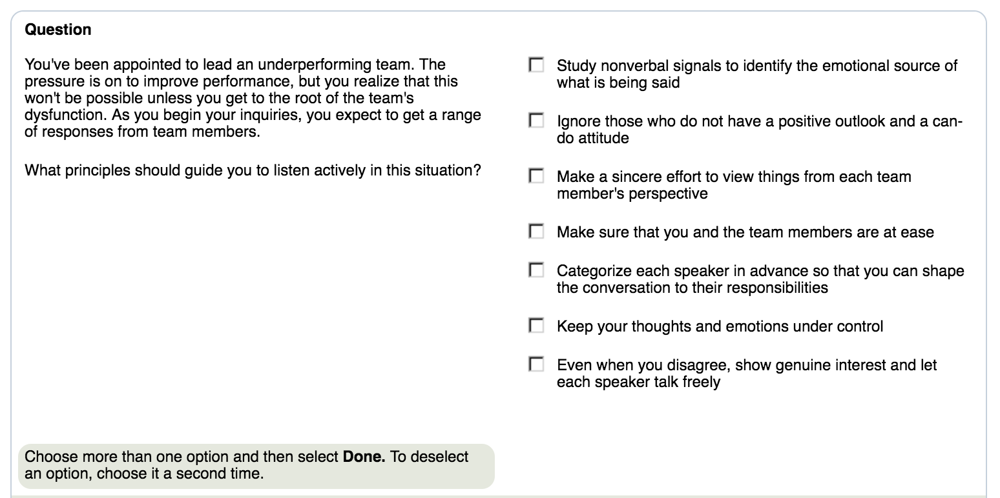 Question
You've been appointed to lead an underperforming team. The
pressure is on to improve performance, but you realize that this
won't be possible unless you get to the root of the team's
dysfunction. As you begin your inquiries, you expect to get a range
of responses from team members.
What principles should guide you to listen actively in this situation?
Study nonverbal signals to identify the emotional source of
what is being said
Ignore those who do not have a positive outlook and a can-
do attitude
Make a sincere effort to view things from each team
member's perspective
Make sure that you and the team members are at ease
Categorize each speaker in advance so that you can shape
the conversation to their responsibilities
Keep your thoughts and emotions under control
Even when you disagree, show genuine interest and let
each speaker talk freely
Choose more than one option and then select Done. To deselect
an option, choose it a second time.